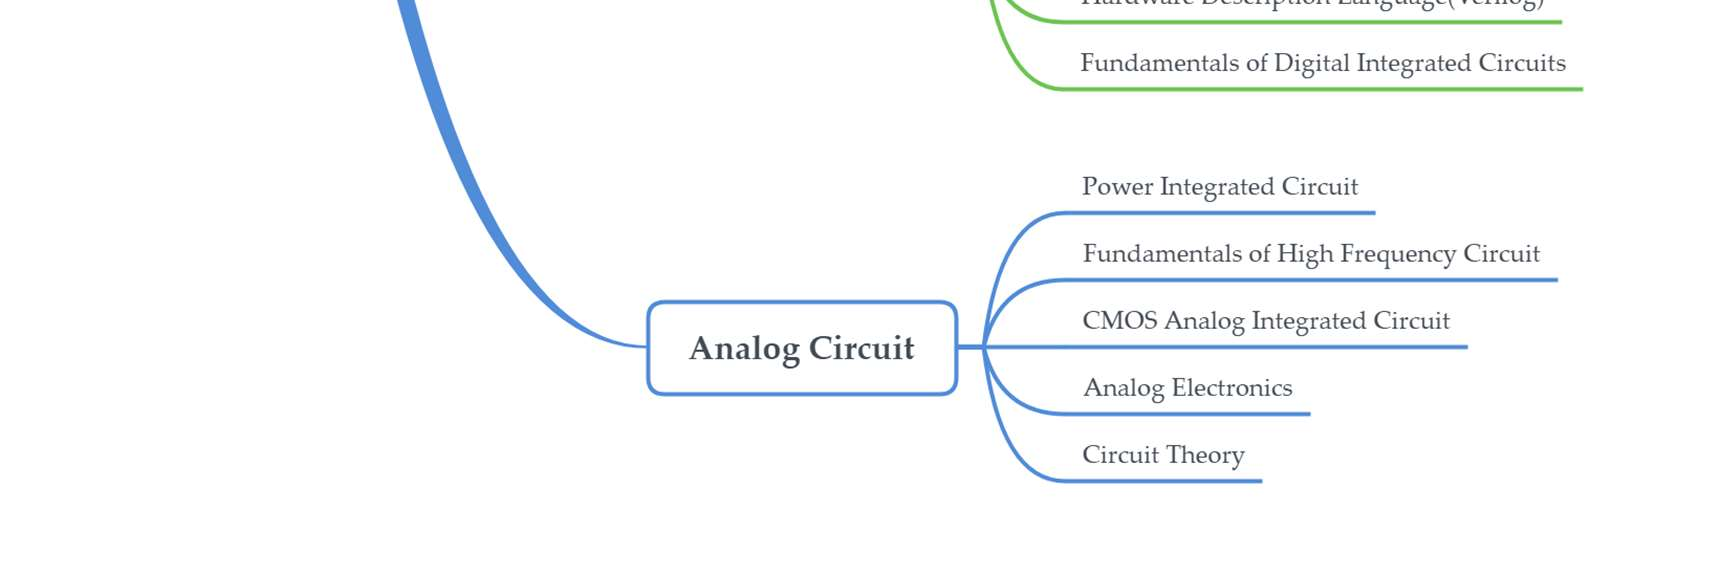 Hardware Description Language(Verilog)
Fundamentals of Digital Integrated Circuits
Power Integrated Circuit
Fundamentals of High Frequency Circuit
Analog Circuit
CMOS Analog Integrated Circuit
Analog Electronics
Circuit Theory